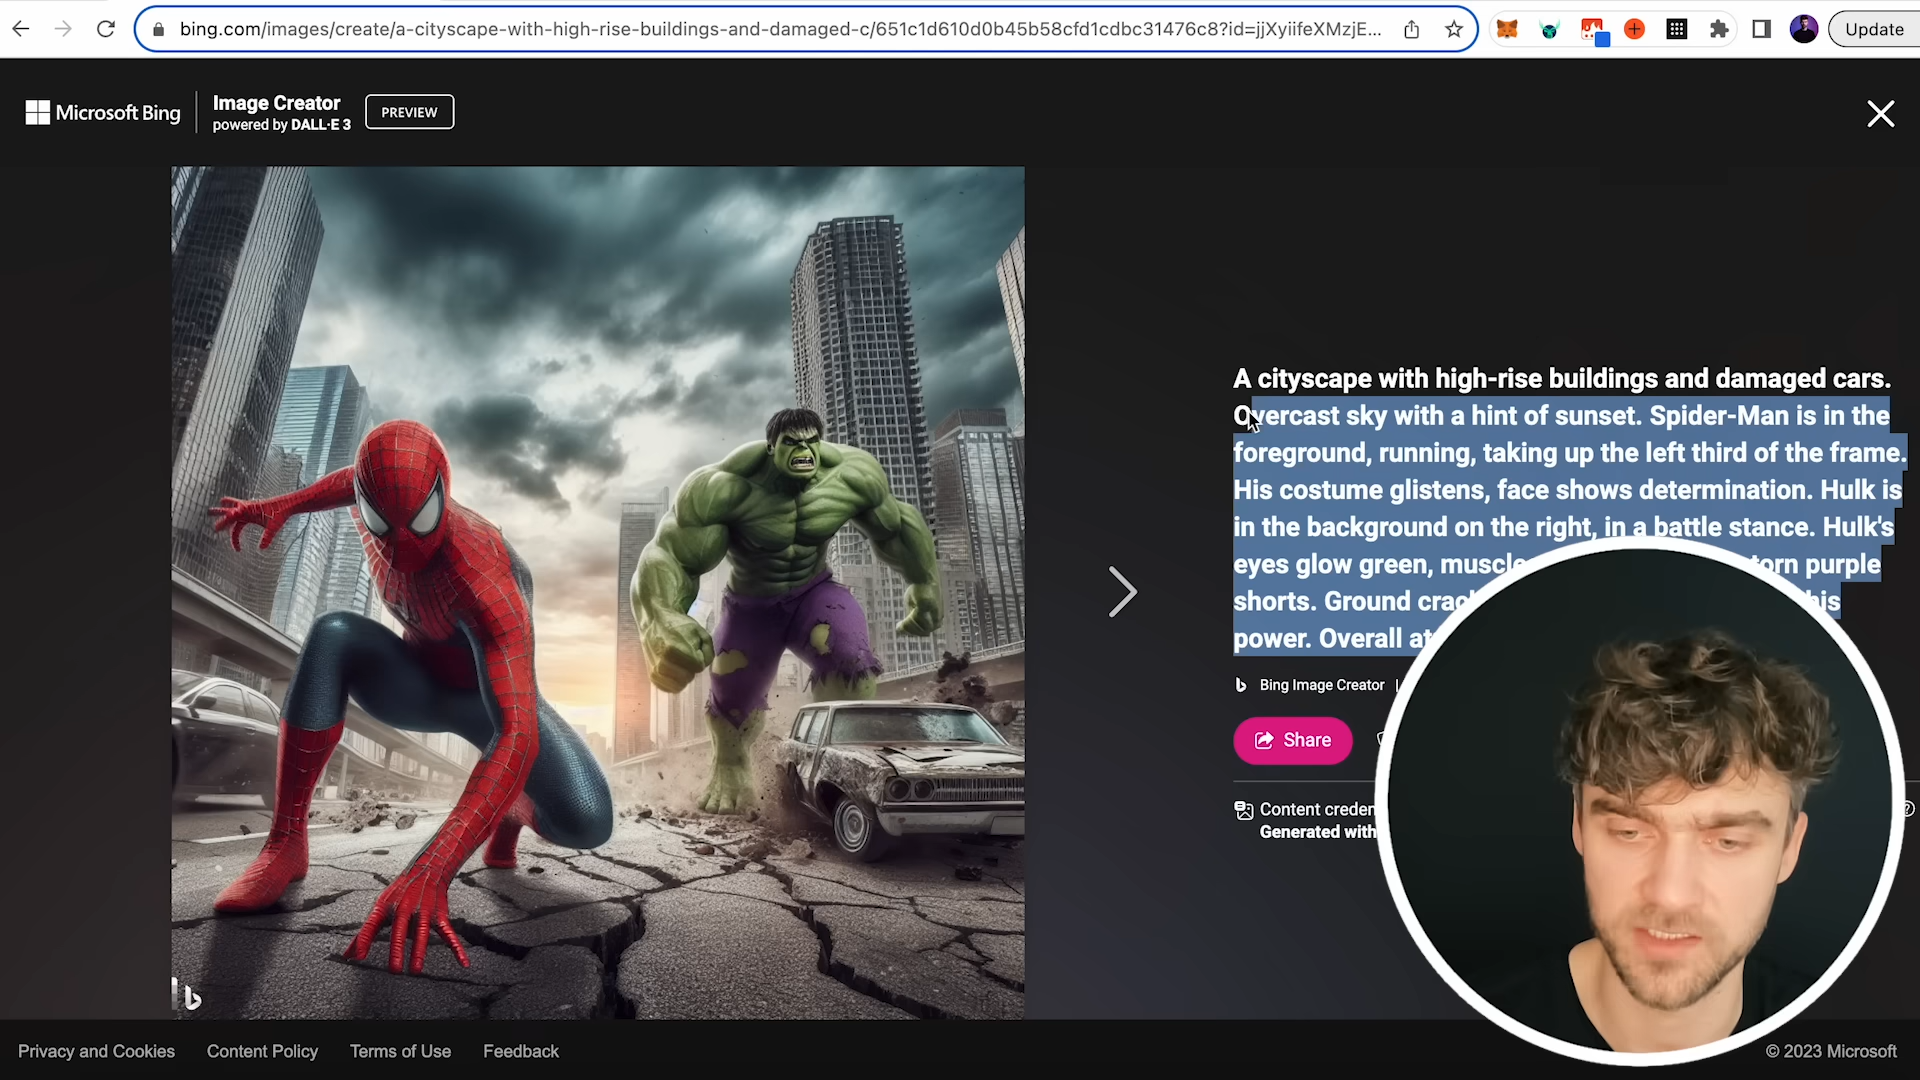 bing.com/images/create/a-cityscape-with-high-rise-buildings-and-damaged-c/651c1d610d0b45b58cfd1cdbc31476c8?id=jjXyiifeXMzjE...
Update
Microsoft Bing
Image Creator
powered by DALL·E 3
PREVIEW
A cityscape with high-rise buildings and damaged cars.
Overcast sky with a hint of sunset. Spider-Man is in the
foreground, running, taking up the left third of the frame.
His costume glistens, face shows determination. Hulk is
in the background on the right, in a battle stance. Hulk's
eyes glow green, torn purple
shorts. Ground his
power. Overall
Bing Image Creator |
Share
Content
Generated with
Privacy and Cookies
Content Policy
Terms of Use
Feedback
© 2023 Microsoft